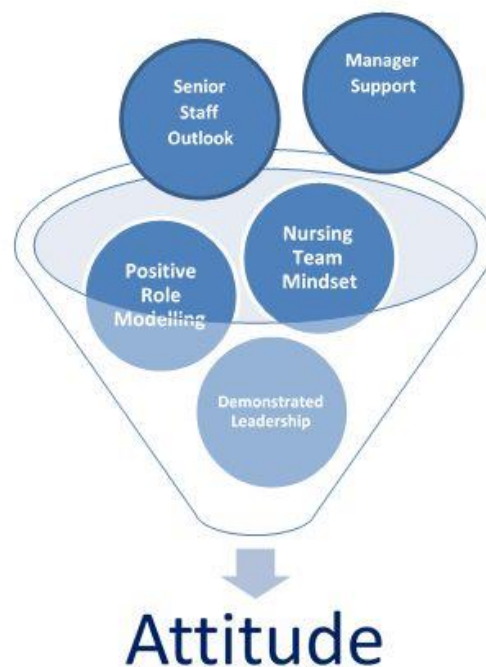 Senior
Staff
Outlook
Manager
Support
Nursing
Team
Mindset
Positive
Role
Modelling
Demonstrated
Leadership
Attitude